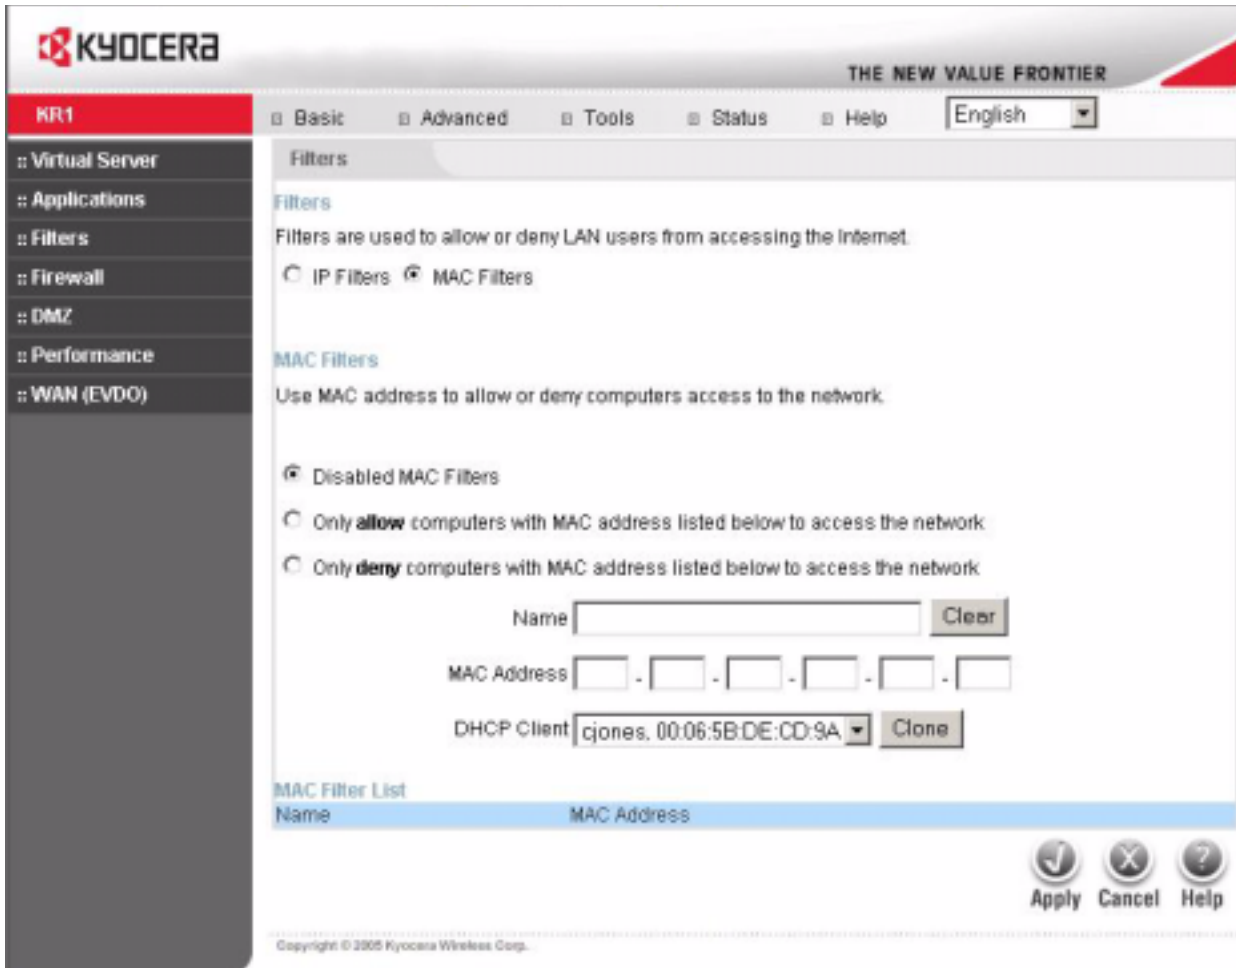 KYOCERA
THE NEW VALUE FRONTIER
KR1
Basic Advanced Tools Status Help English
:: Virtual Server
:: Applications
:: Filters
:: Firewall
:: DMZ
:: Performance
:: WAN (EVDO)
Filters
Filters
Filters are used to allow or deny LAN users from accessing the Internet.
IP Filters MAC Filters
MAC Filters
Use MAC address to allow or deny computers access to the network.
Disabled MAC Filters
Only allow computers with MAC address listed below to access the network
Only deny computers with MAC address listed below to access the network
Name Clear
MAC Address - - - - -
DHCP Client cjones, 00:06:5B:DE:CD:9A Clone
MAC Filter List
Name MAC Address
Apply Cancel Help
Copyright © 2005 Kyocera Wireless Corp.